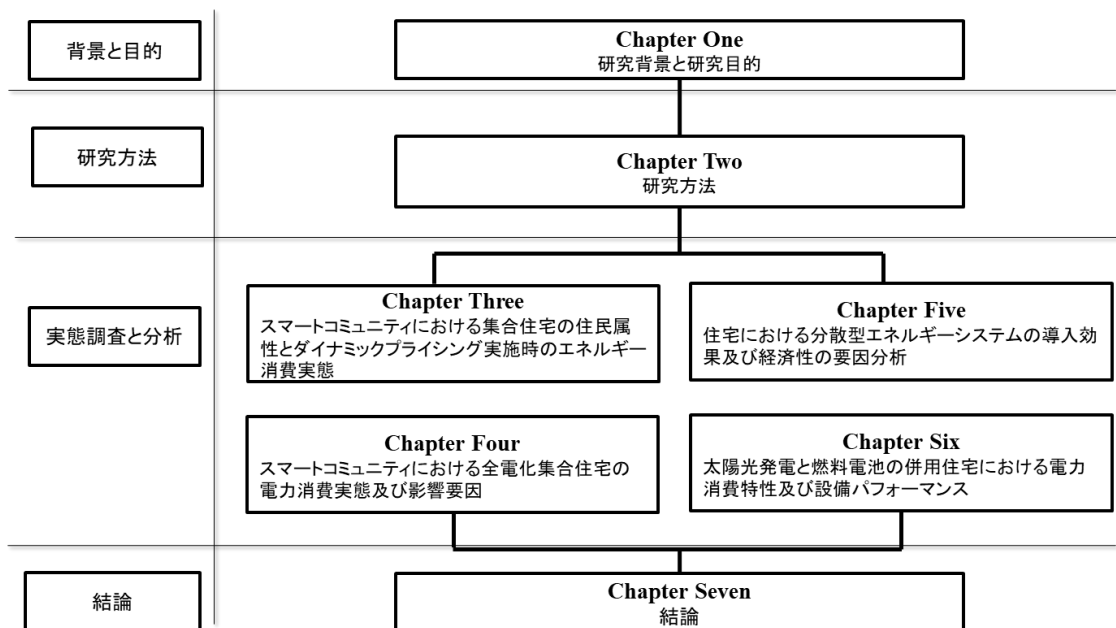 背景と目的
Chapter One
研究背景と研究目的
研究方法
Chapter Two
研究方法
実態調査と分析
Chapter Three
スマートコミュニティにおける集合住宅の住民属
性とダイナミックプライシング実施時のエネルギー
消費実態
Chapter Five
住宅における分散型エネルギーシステムの導入効
果及び経済性の要因分析
Chapter Four
スマートコミュニティにおける全電化集合住宅の
電力消費実態及び影響要因
Chapter Six
太陽光発電と燃料電池の併用住宅における電力
消費特性及び設備パフォーマンス
結論
Chapter Seven
結論